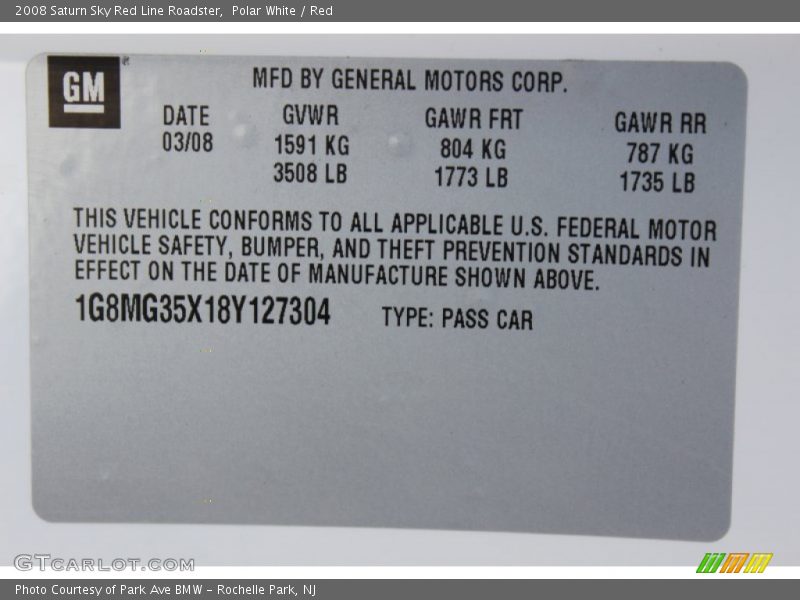 2008 Saturn Sky Red Line Roadster,  Polar White / Red
GM
MFD BY GENERAL MOTORS CORP.
DATE GVWR GAWR FRT GAWR RR
03/08 1591 KG 804 KG 787 KG
3508 LB 1773 LB 1735 LB
THIS VEHICLE CONFORMS TO ALL APPLICABLE U.S. FEDERAL MOTOR
VEHICLE SAFETY, BUMPER, AND THEFT PREVENTION STANDARDS IN
EFFECT ON THE DATE OF MANUFACTURE SHOWN ABOVE.
1G8MG35X18Y127304 TYPE: PASS CAR
GTCARLOT.COM
Photo Courtesy of Park Ave BMW - Rochelle Park, NJ